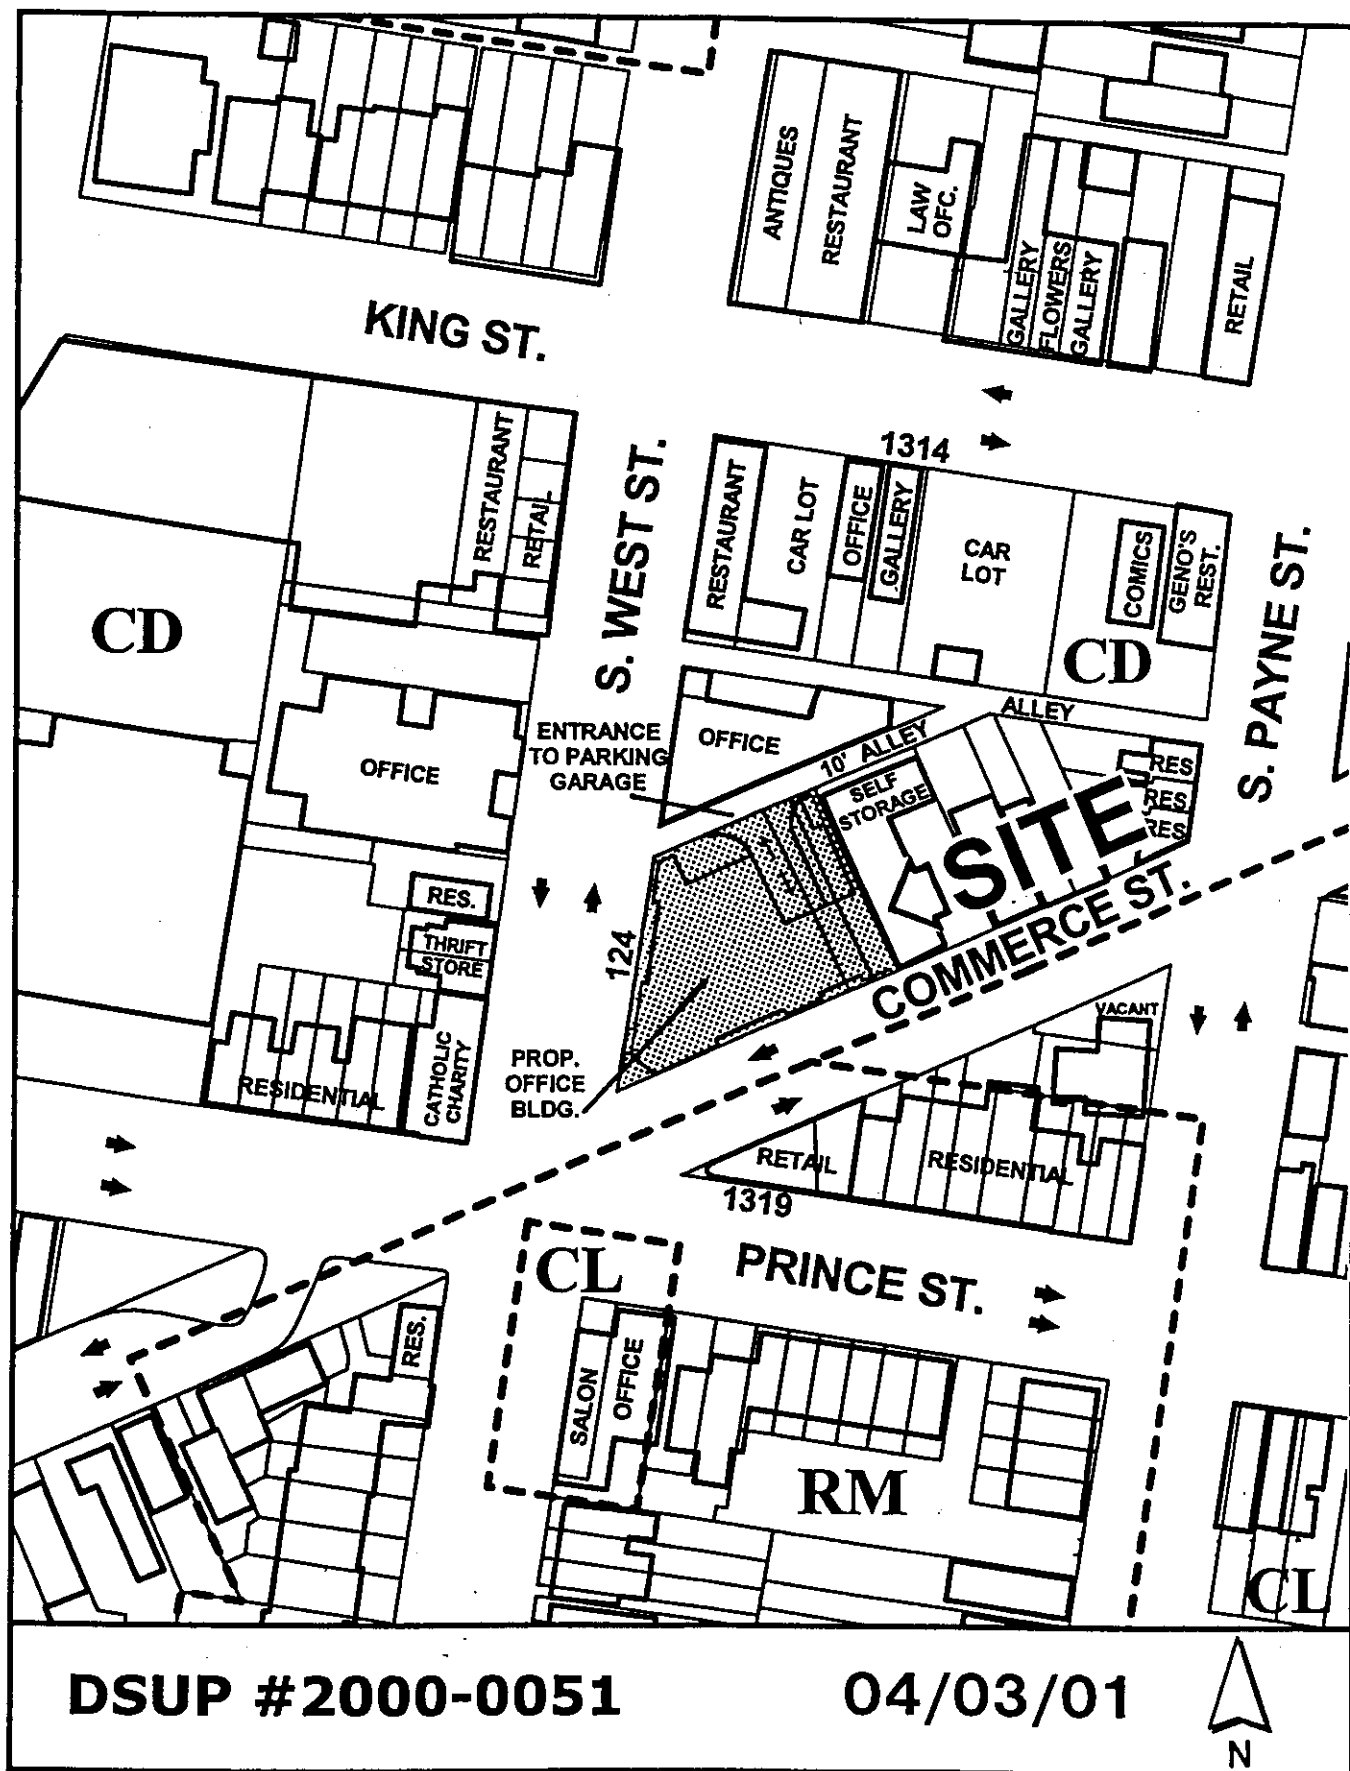 ANTIQUES
RESTAURANT
LAW
OFC.
GALLERY
FLOWERS
GALLERY
RETAIL
KING ST.
1314
RESTAURANT
RETAIL
S. WEST ST.
RESTAURANT
CAR LOT
OFFICE
GALLERY
CAR
LOT
COMICS
GENO'S
REST.
S. PAYNE ST.
CD
CD
ALLEY
ENTRANCE
TO PARKING
GARAGE
OFFICE
10' ALLEY
OFFICE
SELF
STORAGE
RES
RES.
RES.
SITE
RES.
THRIFT
STORE
124
COMMERCE ST.
VACANT
PROP.
OFFICE
BLDG.
RESIDENTIAL
CATHOLIC
CHARITY
RETAIL
RESIDENTIAL
1319
PRINCE ST.
CL
RES.
SALON
OFFICE
RM
CL
DSUP #2000-0051
04/03/01
N